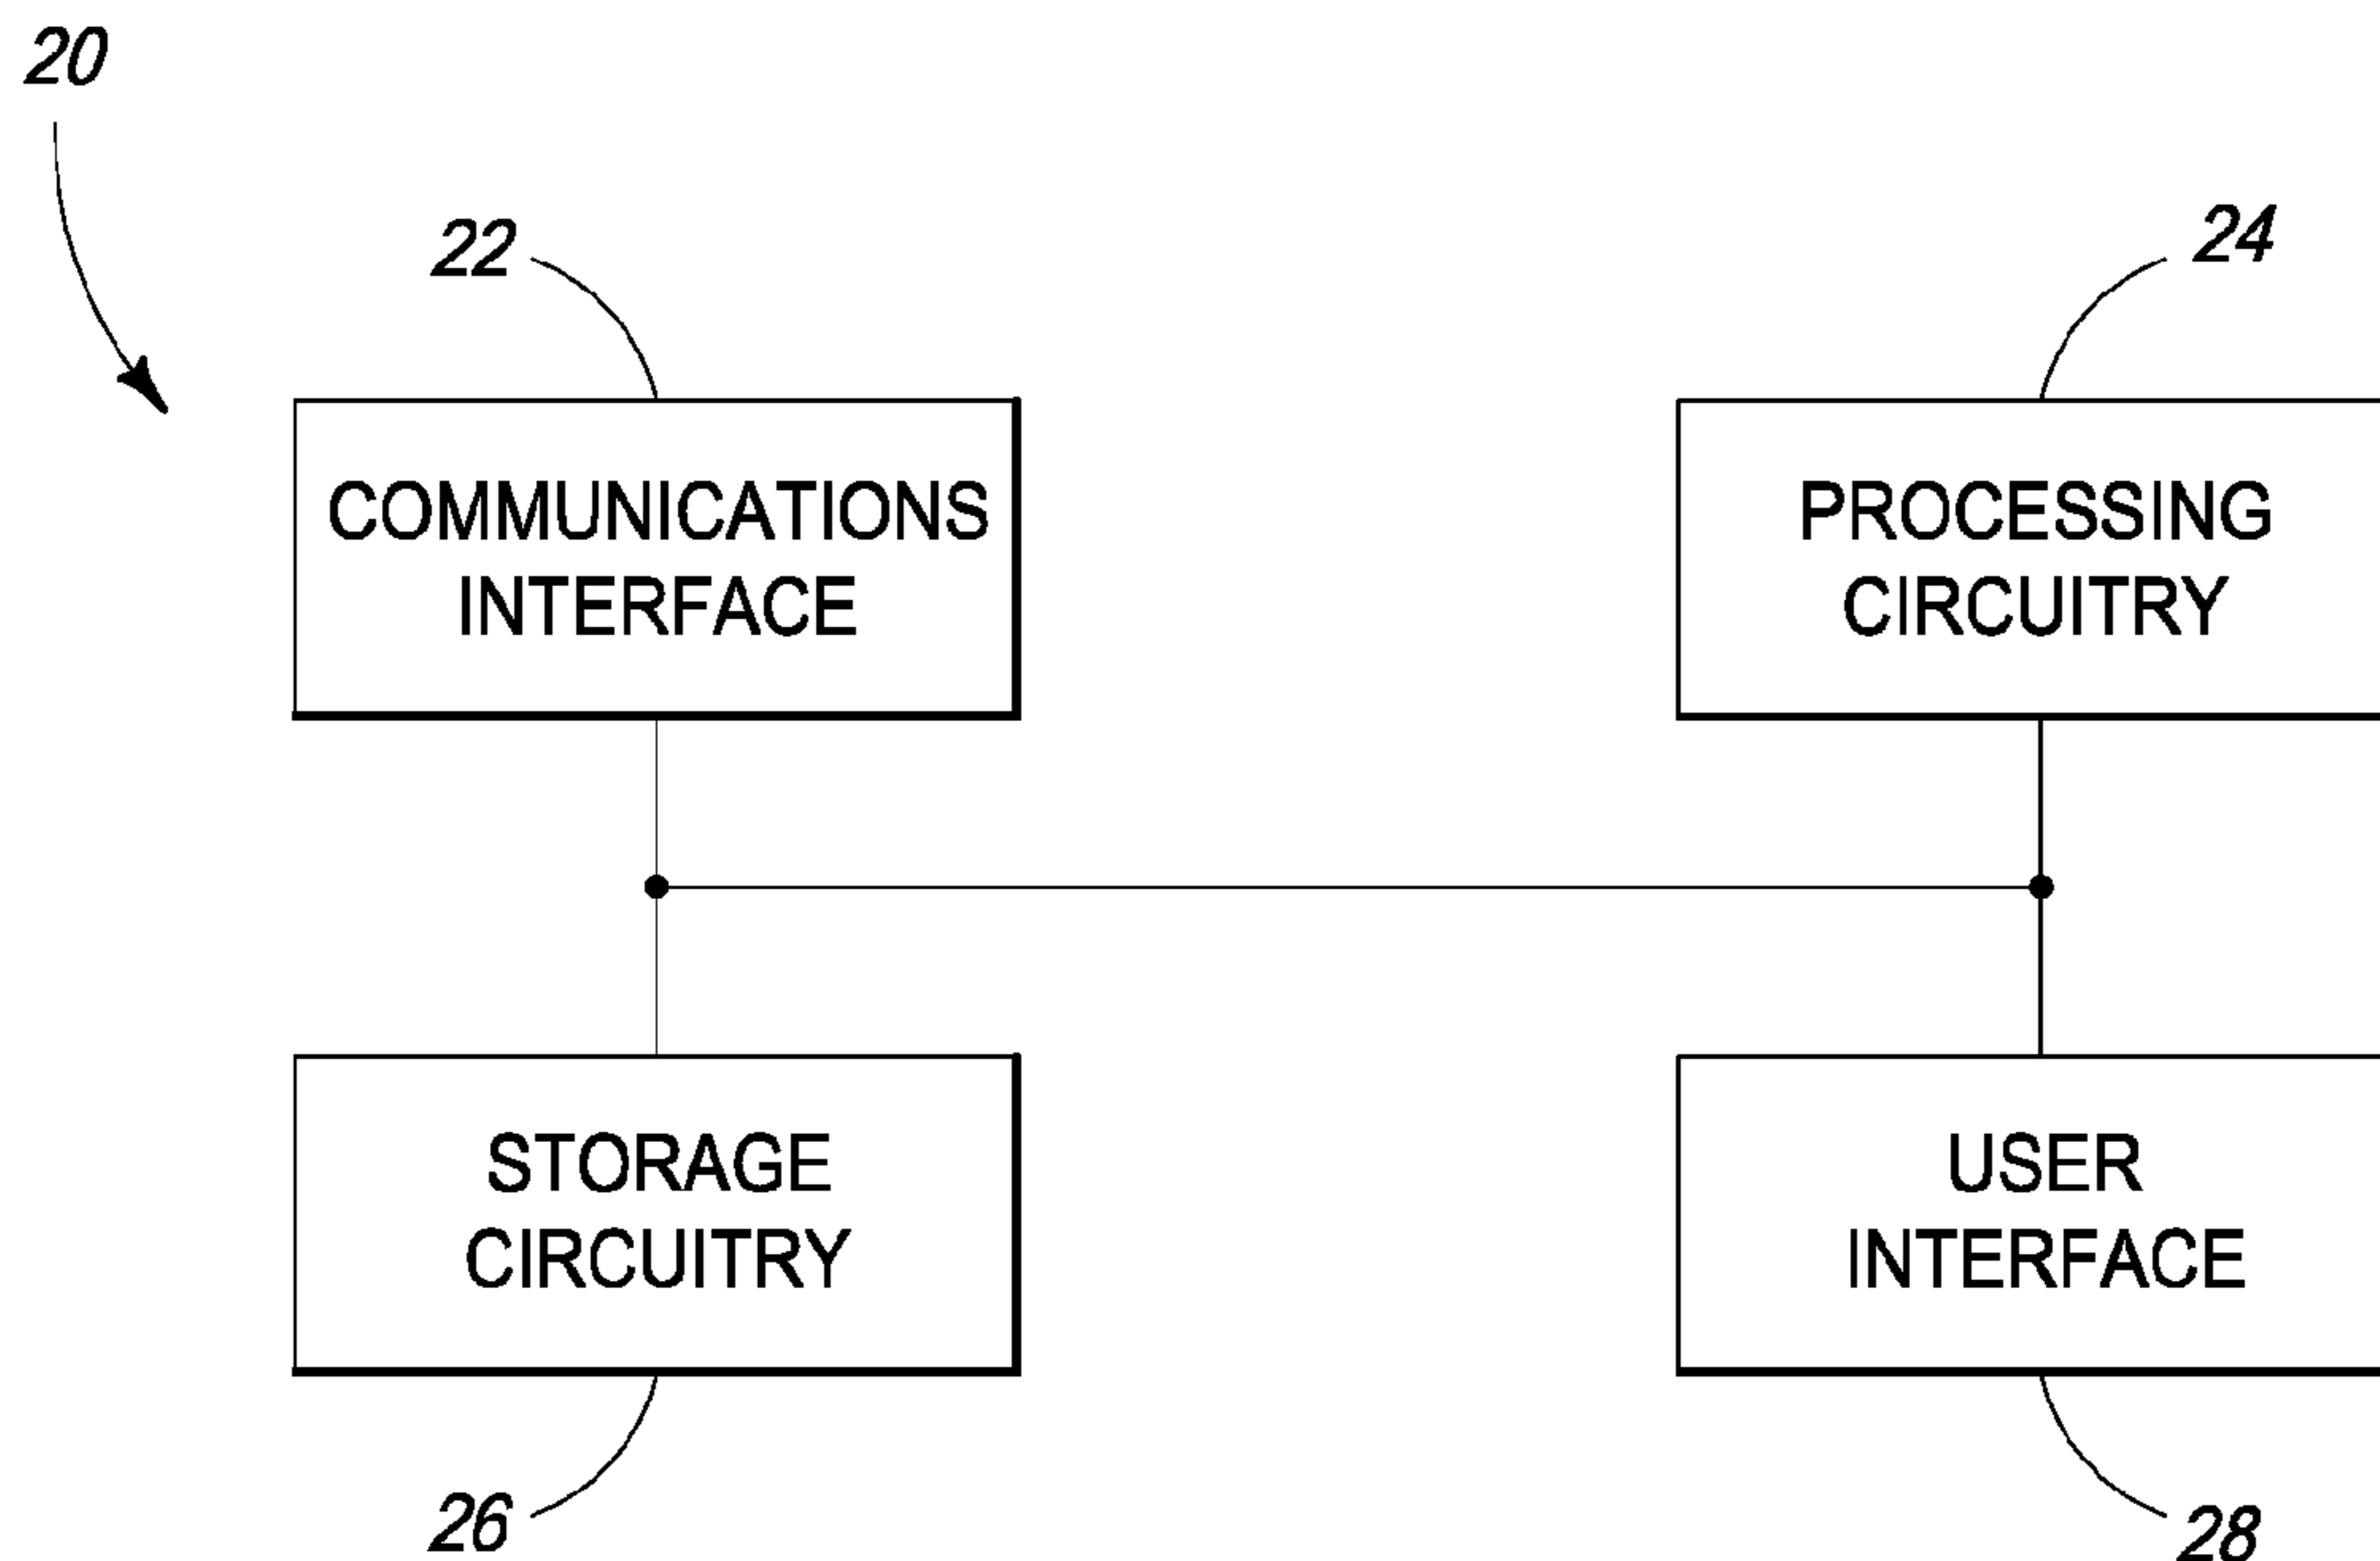 20
22
24
COMMUNICATIONS
INTERFACE
PROCESSING
CIRCUITRY
STORAGE
CIRCUITRY
USER
INTERFACE
26
28